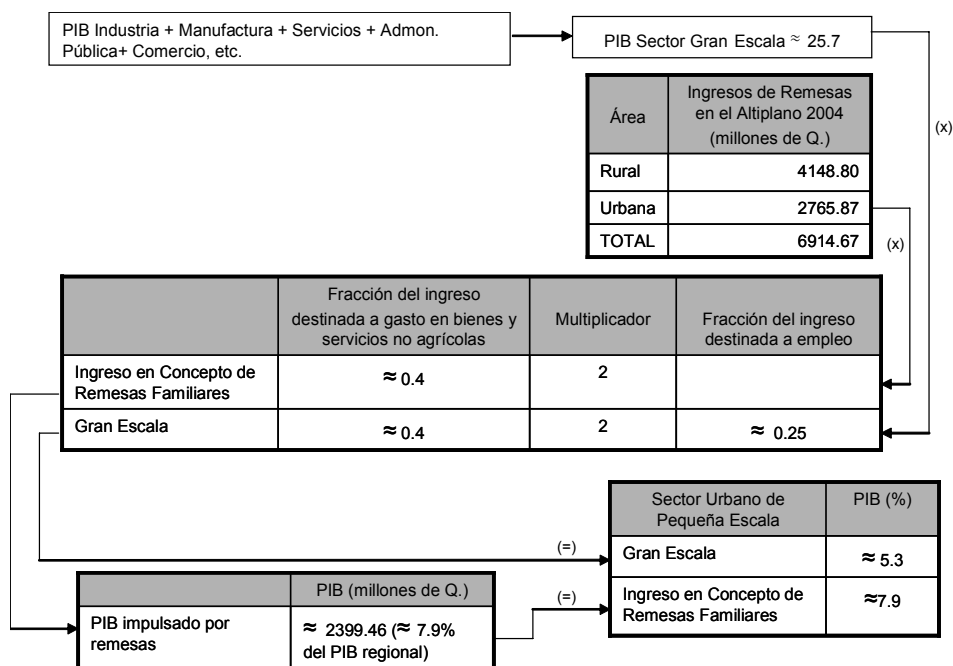 PIB Industria + Manufactura + Servicios + Admon.
Pública+ Comercio, etc.
PIB Sector Gran Escala ≈ 25.7
(x)
Área
Ingresos de Remesas
en el Altiplano 2004
(millones de Q.)
Rural 4148.80
Urbana 2765.87
TOTAL 6914.67
(x)
Fracción del ingreso
destinada a gasto en bienes y
servicios no agrícolas
Multiplicador
Fracción del ingreso
destinada a empleo
Ingreso en Concepto de
Remesas Familiares
≈ 0.4
2
Gran Escala
≈ 0.4
2
≈ 0.25
Sector Urbano de
Pequeña Escala
PIB (%)
(=)
Gran Escala
≈ 5.3
Ingreso en Concepto de
Remesas Familiares
≈7.9
PIB (millones de Q.)
(=)
PIB impulsado por
remesas
≈ 2399.46 (≈ 7.9%
del PIB regional)